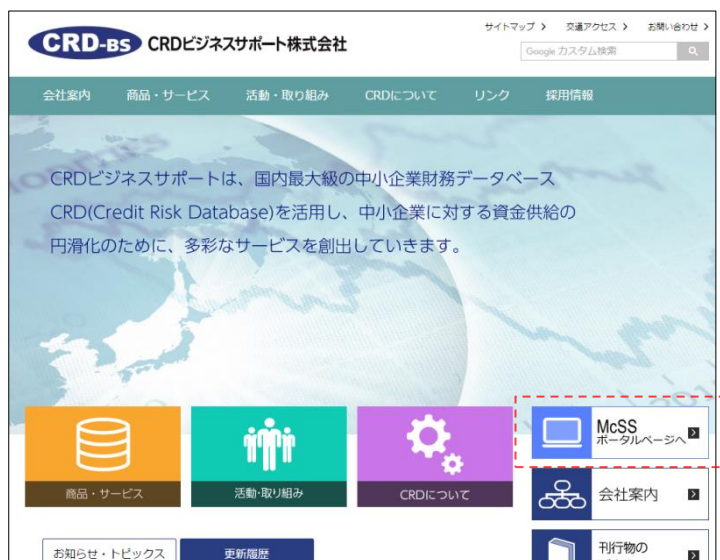 サイトマップ
交通アクセス
お問い合わせ
CRD-BS CRDビジネスサポート株式会社
Google カスタム検索
会社案内 商品・サービス 活動・取り組み CRDについて リンク 採用情報
CRDビジネスサポートは、国内最大級の中小企業財務データベース
CRD(Credit Risk Database)を活用し、中小企業に対する資金供給の
円滑化のために、多彩なサービスを創出していきます。
McSS
ポータルページへ
商品・サービス
活動・取り組み
CRDについて
会社案内
お知らせ・トピックス
更新履歴
刊行物の